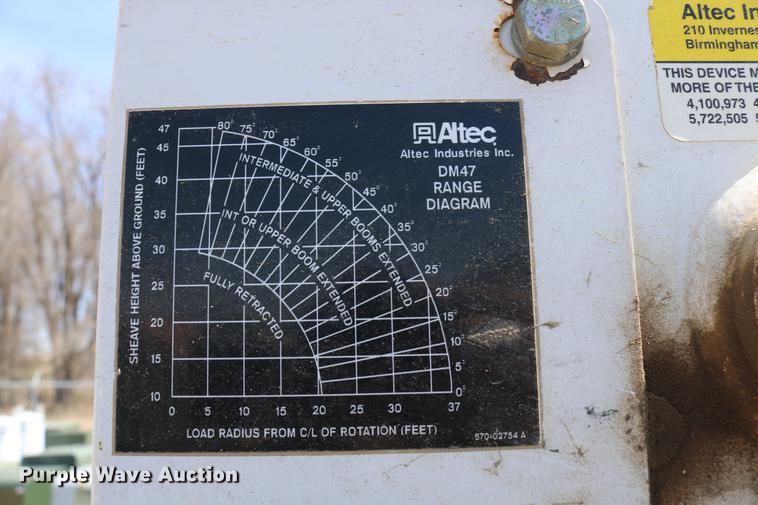 Altec In
210 Invernes
Birmingham
THIS DEVICE M
MORE OF THE
4,100,973 4
5,722,505 5
Altec
Altec Industries Inc.
DM47
RANGE
DIAGRAM
SHEAVE HEIGHT ABOVE GROUND (FEET)
47
45
40
35
30
25
20
15
10
80° 75° 70° 65° 60° 55° 50° 45° 40° 35° 30° 25° 20° 15° 10° 5° 0°
INTERMEDIATE & UPPER BOOMS EXTENDED
INT OR UPPER BOOM EXTENDED
FULLY RETRACTED
0 5 10 15 20 25 30 37
LOAD RADIUS FROM C/L OF ROTATION (FEET)
970-02754 A
Purple Wave Auction